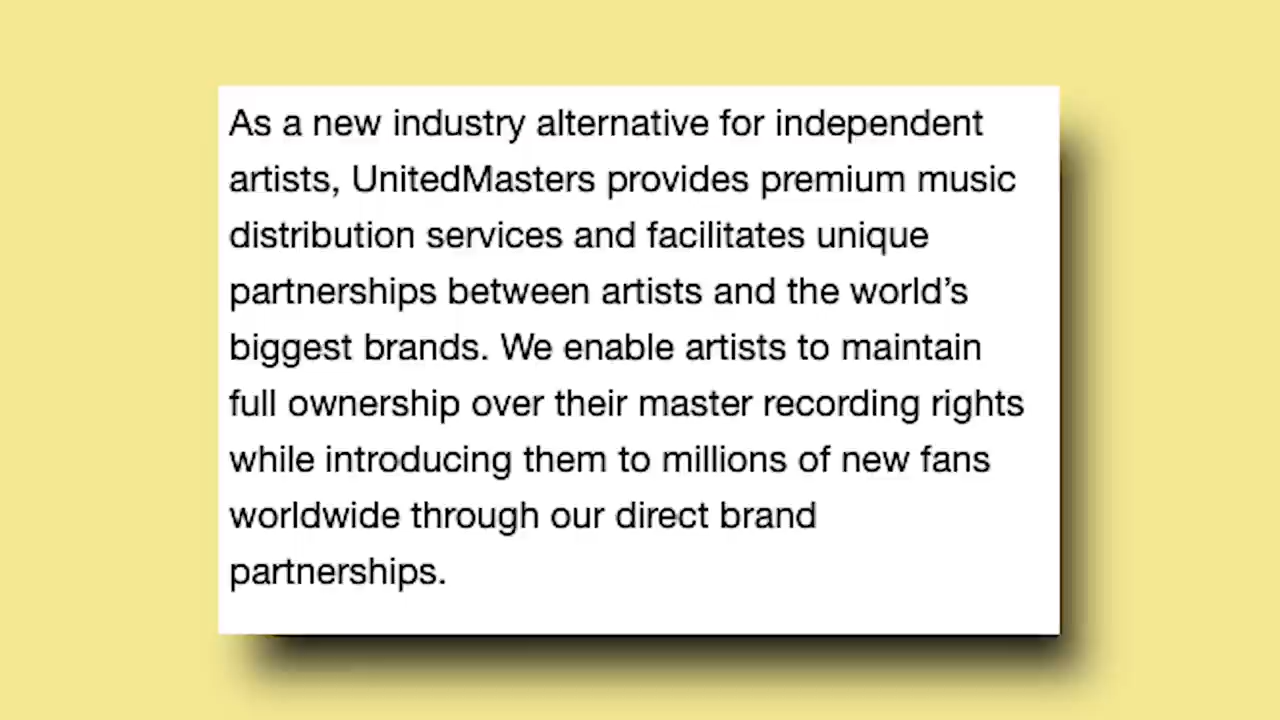 As a new industry alternative for independent
artists, UnitedMasters provides premium music
distribution services and facilitates unique
partnerships between artists and the world’s
biggest brands. We enable artists to maintain
full ownership over their master recording rights
while introducing them to millions of new fans
worldwide through our direct brand
partnerships.